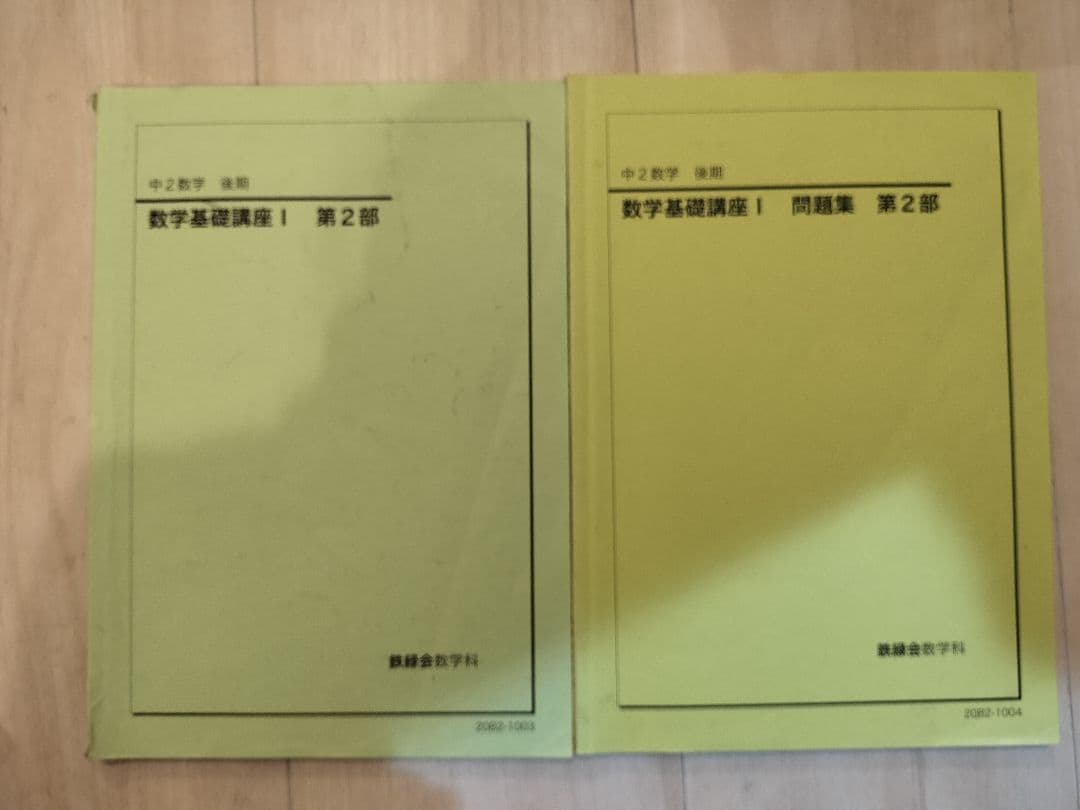 中2数学 後期
数学基礎講座Ⅰ 第2部
鉄緑会数学科
2082-1003
中2数学 後期
数学基礎講座Ⅰ 問題集 第2部
鉄緑会数学科
2082-1004